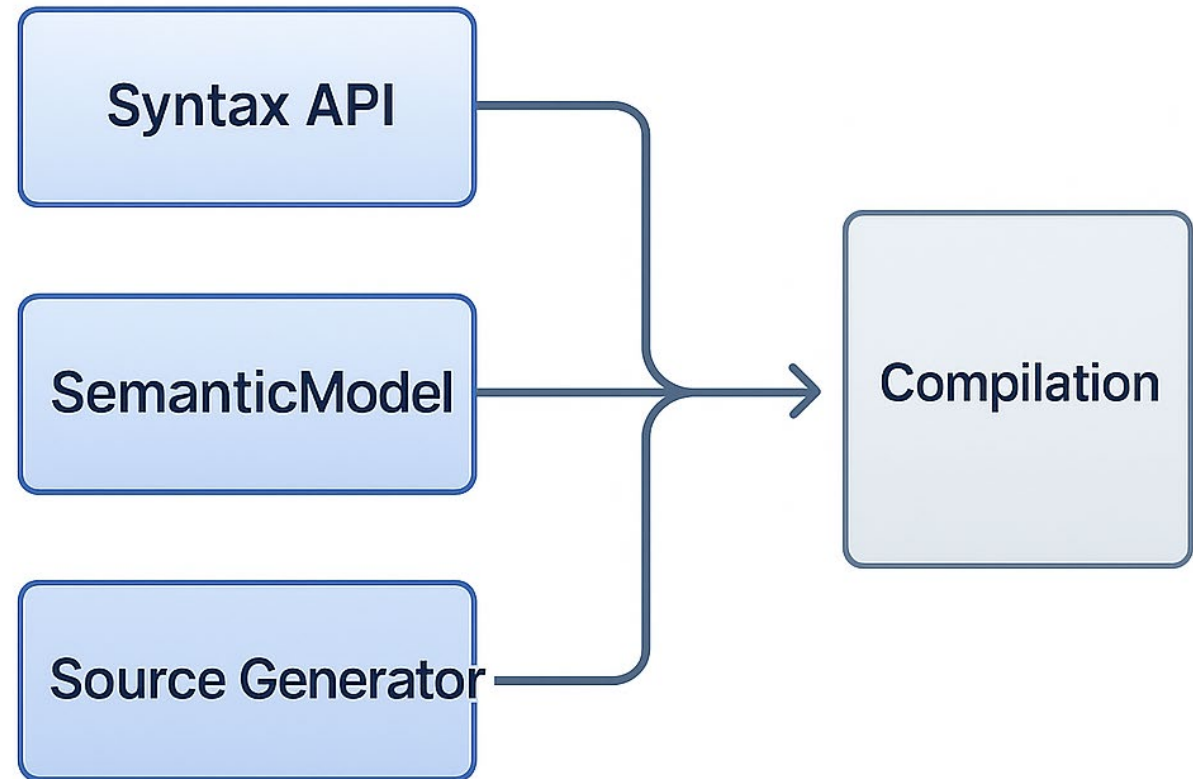 Syntax API
SemanticModel
Compilation
Source Generator